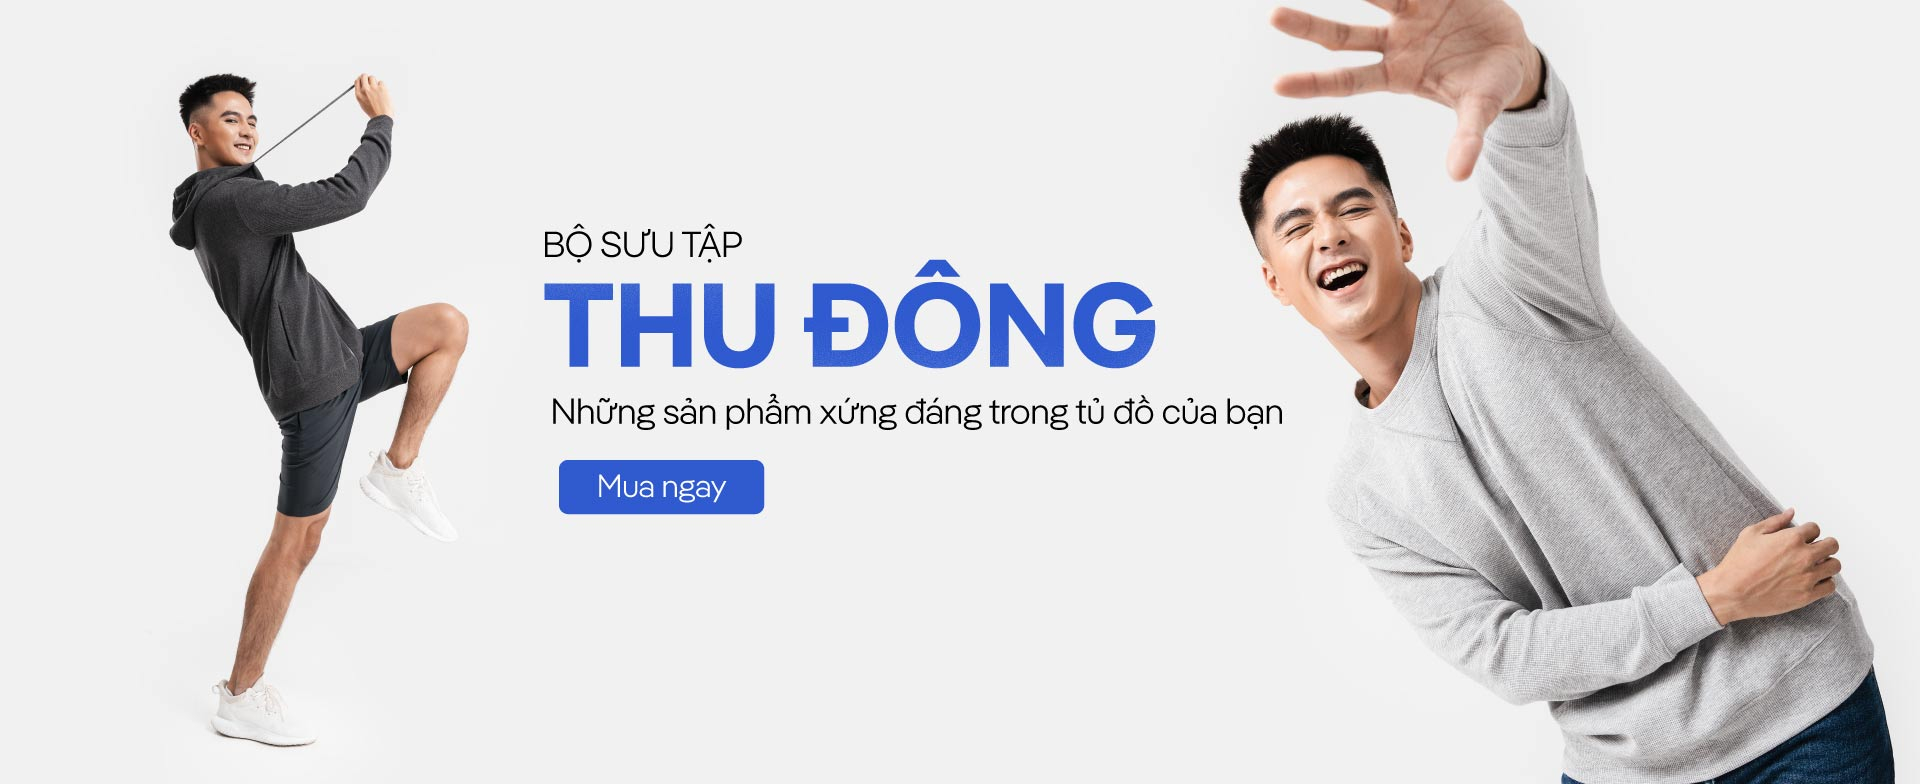 BỘ SƯU TẬP
THU ĐÔNG
Những sản phẩm xứng đáng trong tủ đồ của bạn
Mua ngay